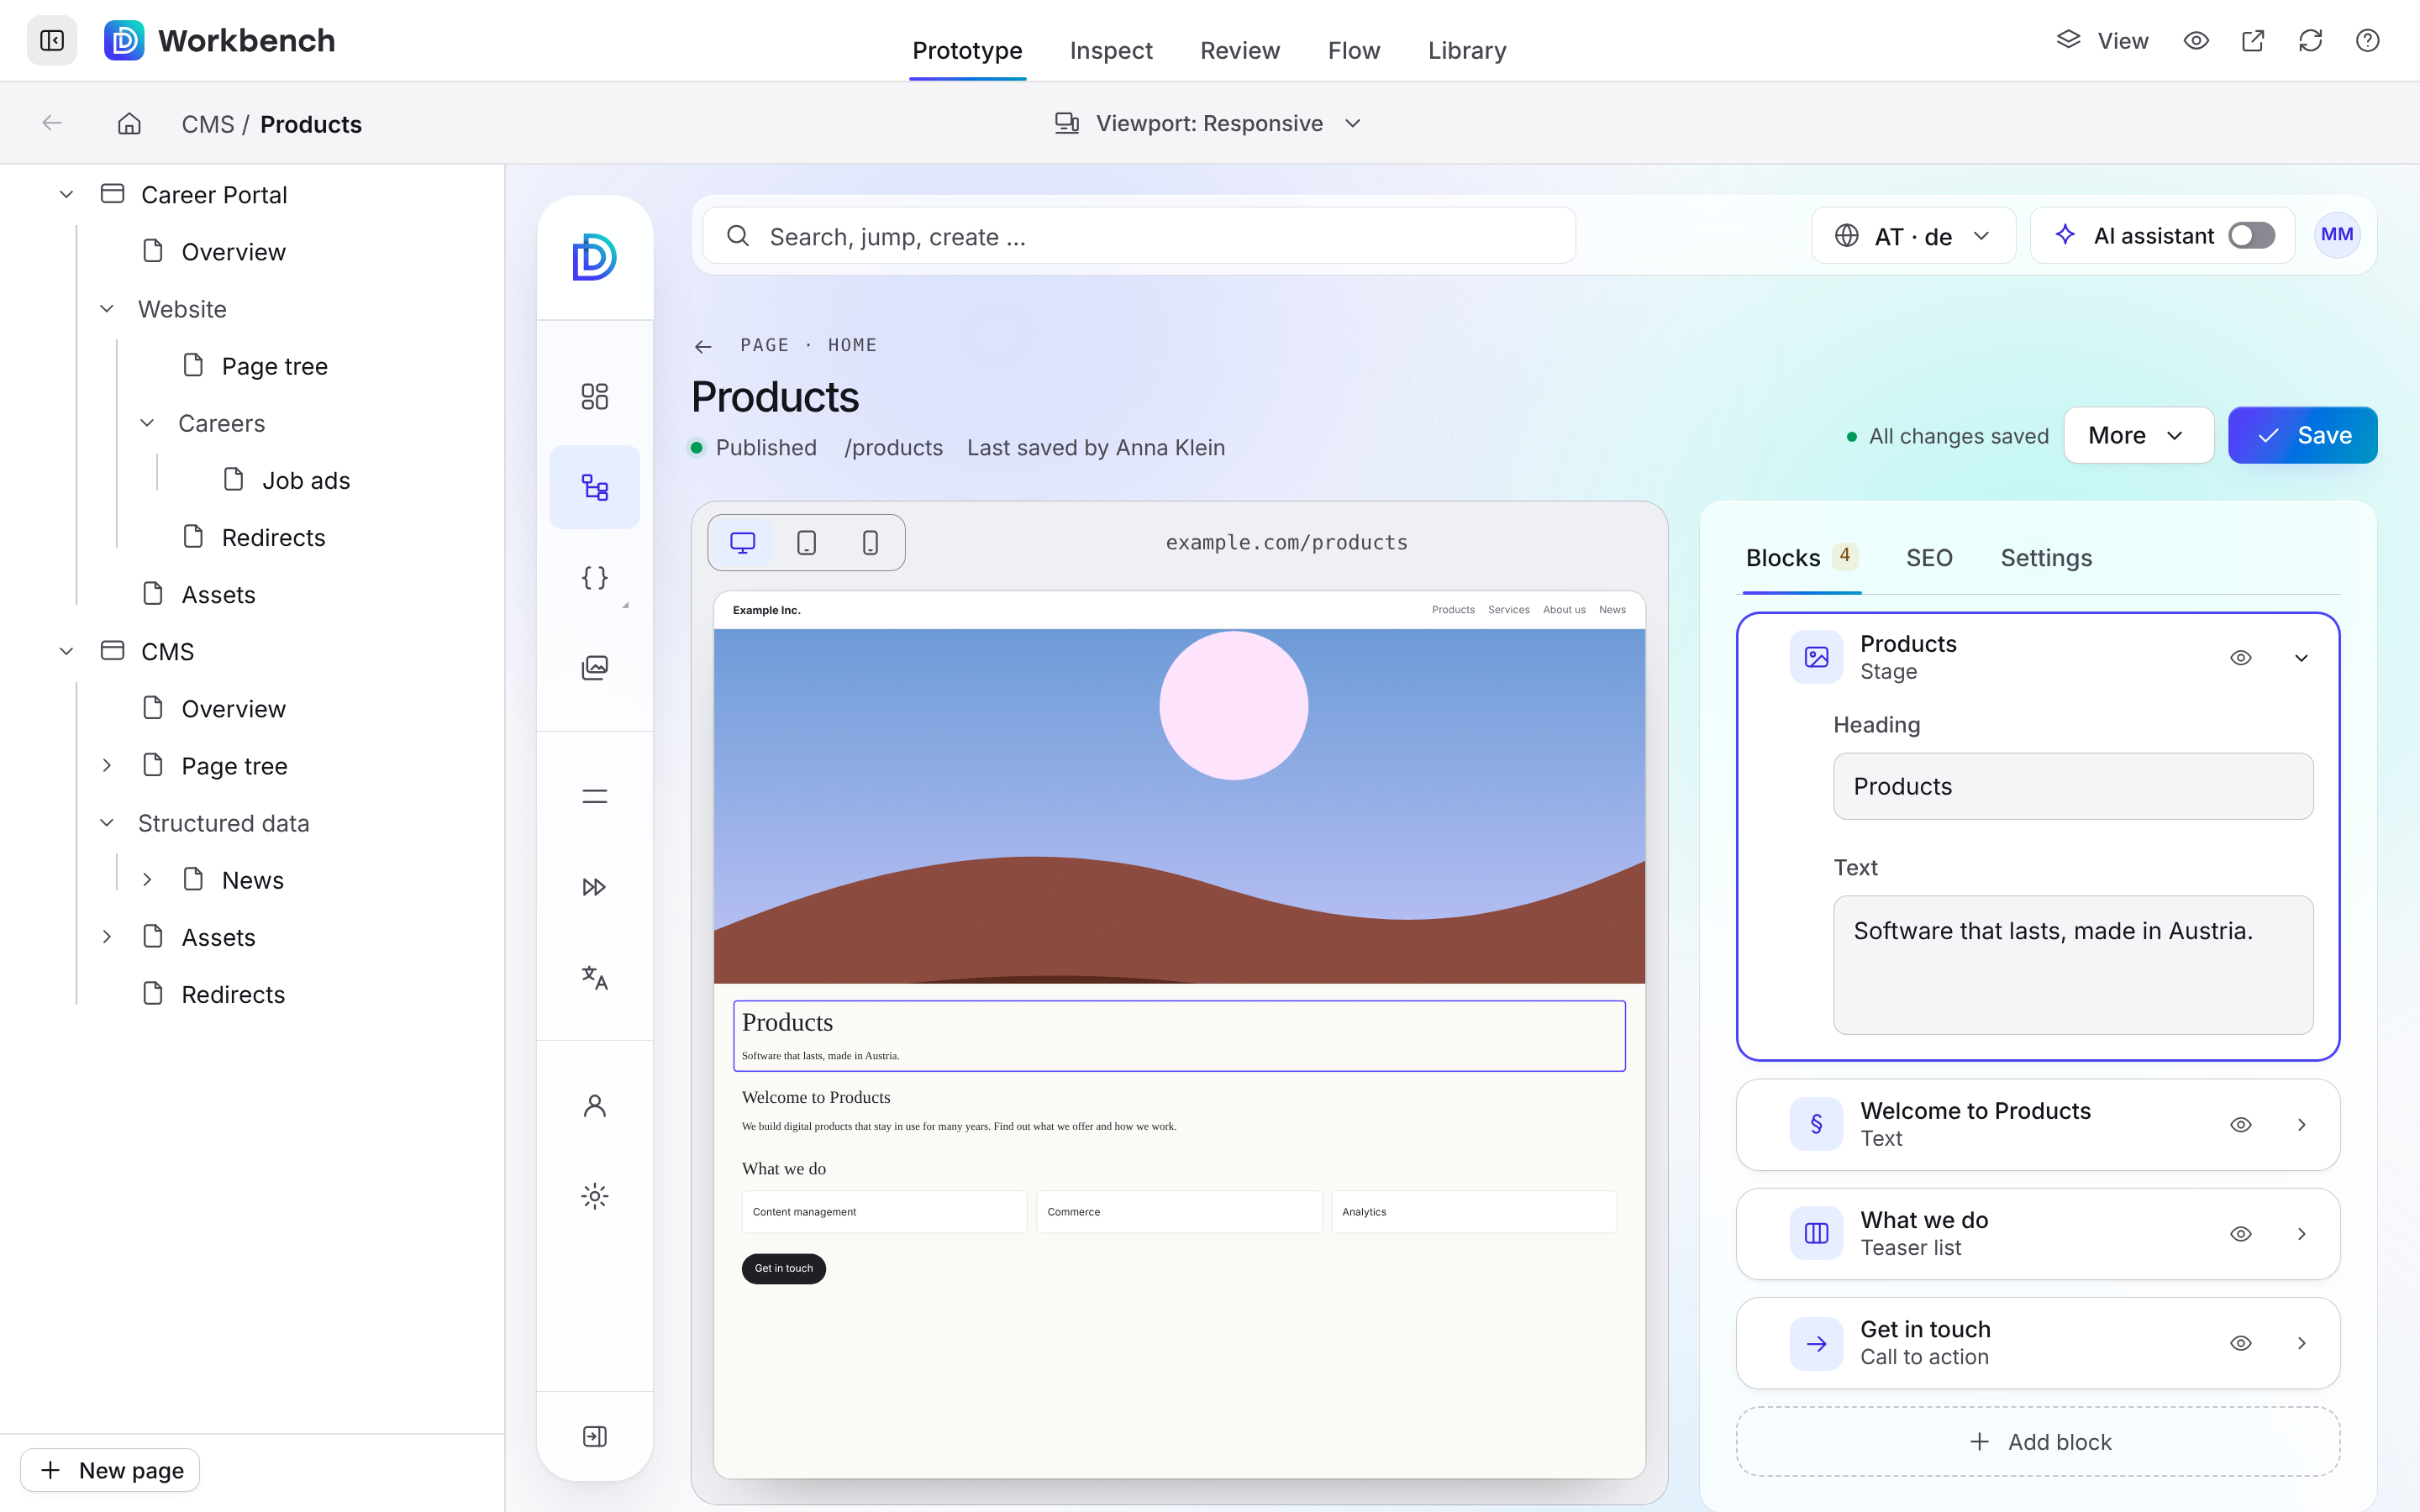 Workbench
Prototype
Inspect
Review
Flow
Library
View
CMS / Products
Viewport: Responsive
Career Portal
Overview
Website
Page tree
Careers
Job ads
Redirects
Assets
CMS
Overview
Page tree
Structured data
News
Assets
Redirects
New page
Search, jump, create ...
AT · de
AI assistant
MM
PAGE · HOME
Products
Published /products Last saved by Anna Klein
All changes saved
More
Save
example.com/products
Example Inc.
Products Services About us News
Products
Software that lasts, made in Austria.
Welcome to Products
We build digital products that stay in use for many years. Find out what we offer and how we work.
What we do
Content management
Commerce
Analytics
Get in touch
Blocks 4
SEO
Settings
Products
Stage
Heading
Products
Text
Software that lasts, made in Austria.
§
Welcome to Products
Text
What we do
Teaser list
Get in touch
Call to action
Add block